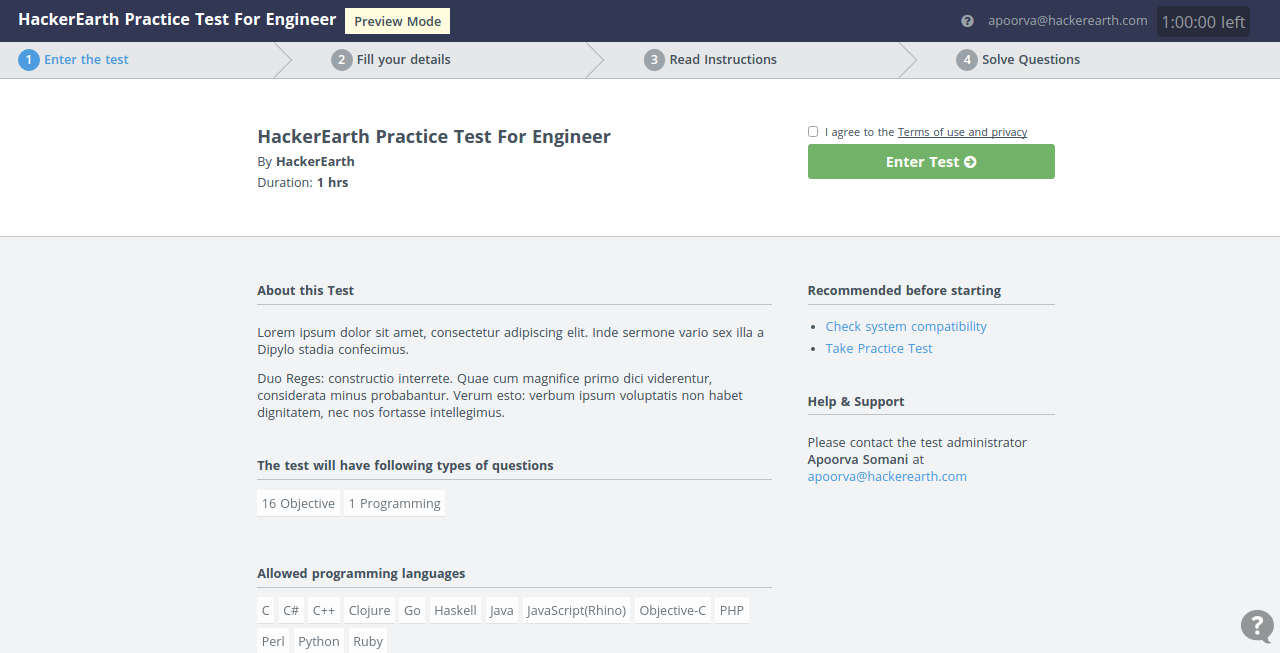 HackerEarth Practice Test For Engineer Preview Mode ? apoorva@hackerearth.com 1:00:00 left
1 Enter the test 2 Fill your details 3 Read Instructions 4 Solve Questions
HackerEarth Practice Test For Engineer
By HackerEarth
Duration: 1 hrs
I agree to the Terms of use and privacy
Enter Test
About this Test
Lorem ipsum dolor sit amet, consectetur adipiscing elit. Inde sermone vario sex illa a
Dipylo stadia confecimus.
Duo Reges: constructio interrete. Quae cum magnifice primo dici viderentur,
considerata minus probabantur. Verum esto: verbum ipsum voluptatis non habet
dignitatem, nec nos fortasse intellegimus.
The test will have following types of questions
16 Objective 1 Programming
Allowed programming languages
C C# C++ Clojure Go Haskell Java JavaScript(Rhino) Objective-C PHP
Perl Python Ruby
Recommended before starting
Check system compatibility
Take Practice Test
Help & Support
Please contact the test administrator
Apoorva Somani at
apoorva@hackerearth.com
?